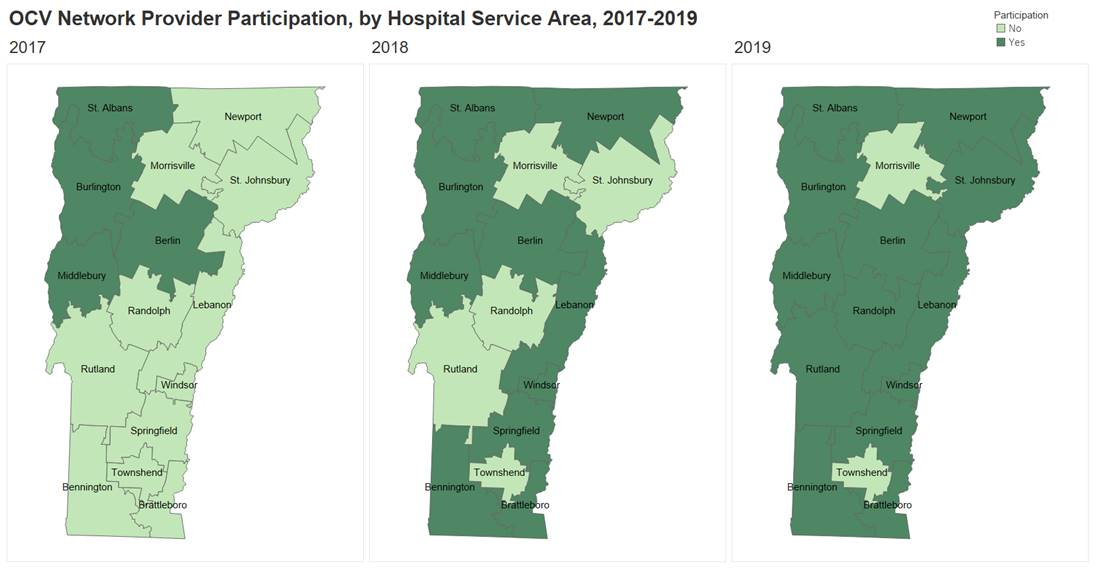 OCV Network Provider Participation, by Hospital Service Area, 2017-2019
Participation
No
Yes
2017
St. Albans
Newport
Morrisville
St. Johnsbury
Burlington
Berlin
Middlebury
Lebanon
Randolph
Rutland
Windsor
Springfield
Townshend
Bennington
Brattleboro
2018
St. Albans
Newport
Morrisville
St. Johnsbury
Burlington
Berlin
Middlebury
Lebanon
Randolph
Rutland
Windsor
Springfield
Townshend
Bennington
Brattleboro
2019
St. Albans
Newport
Morrisville
St. Johnsbury
Burlington
Berlin
Middlebury
Lebanon
Randolph
Rutland
Windsor
Springfield
Townshend
Bennington
Brattleboro